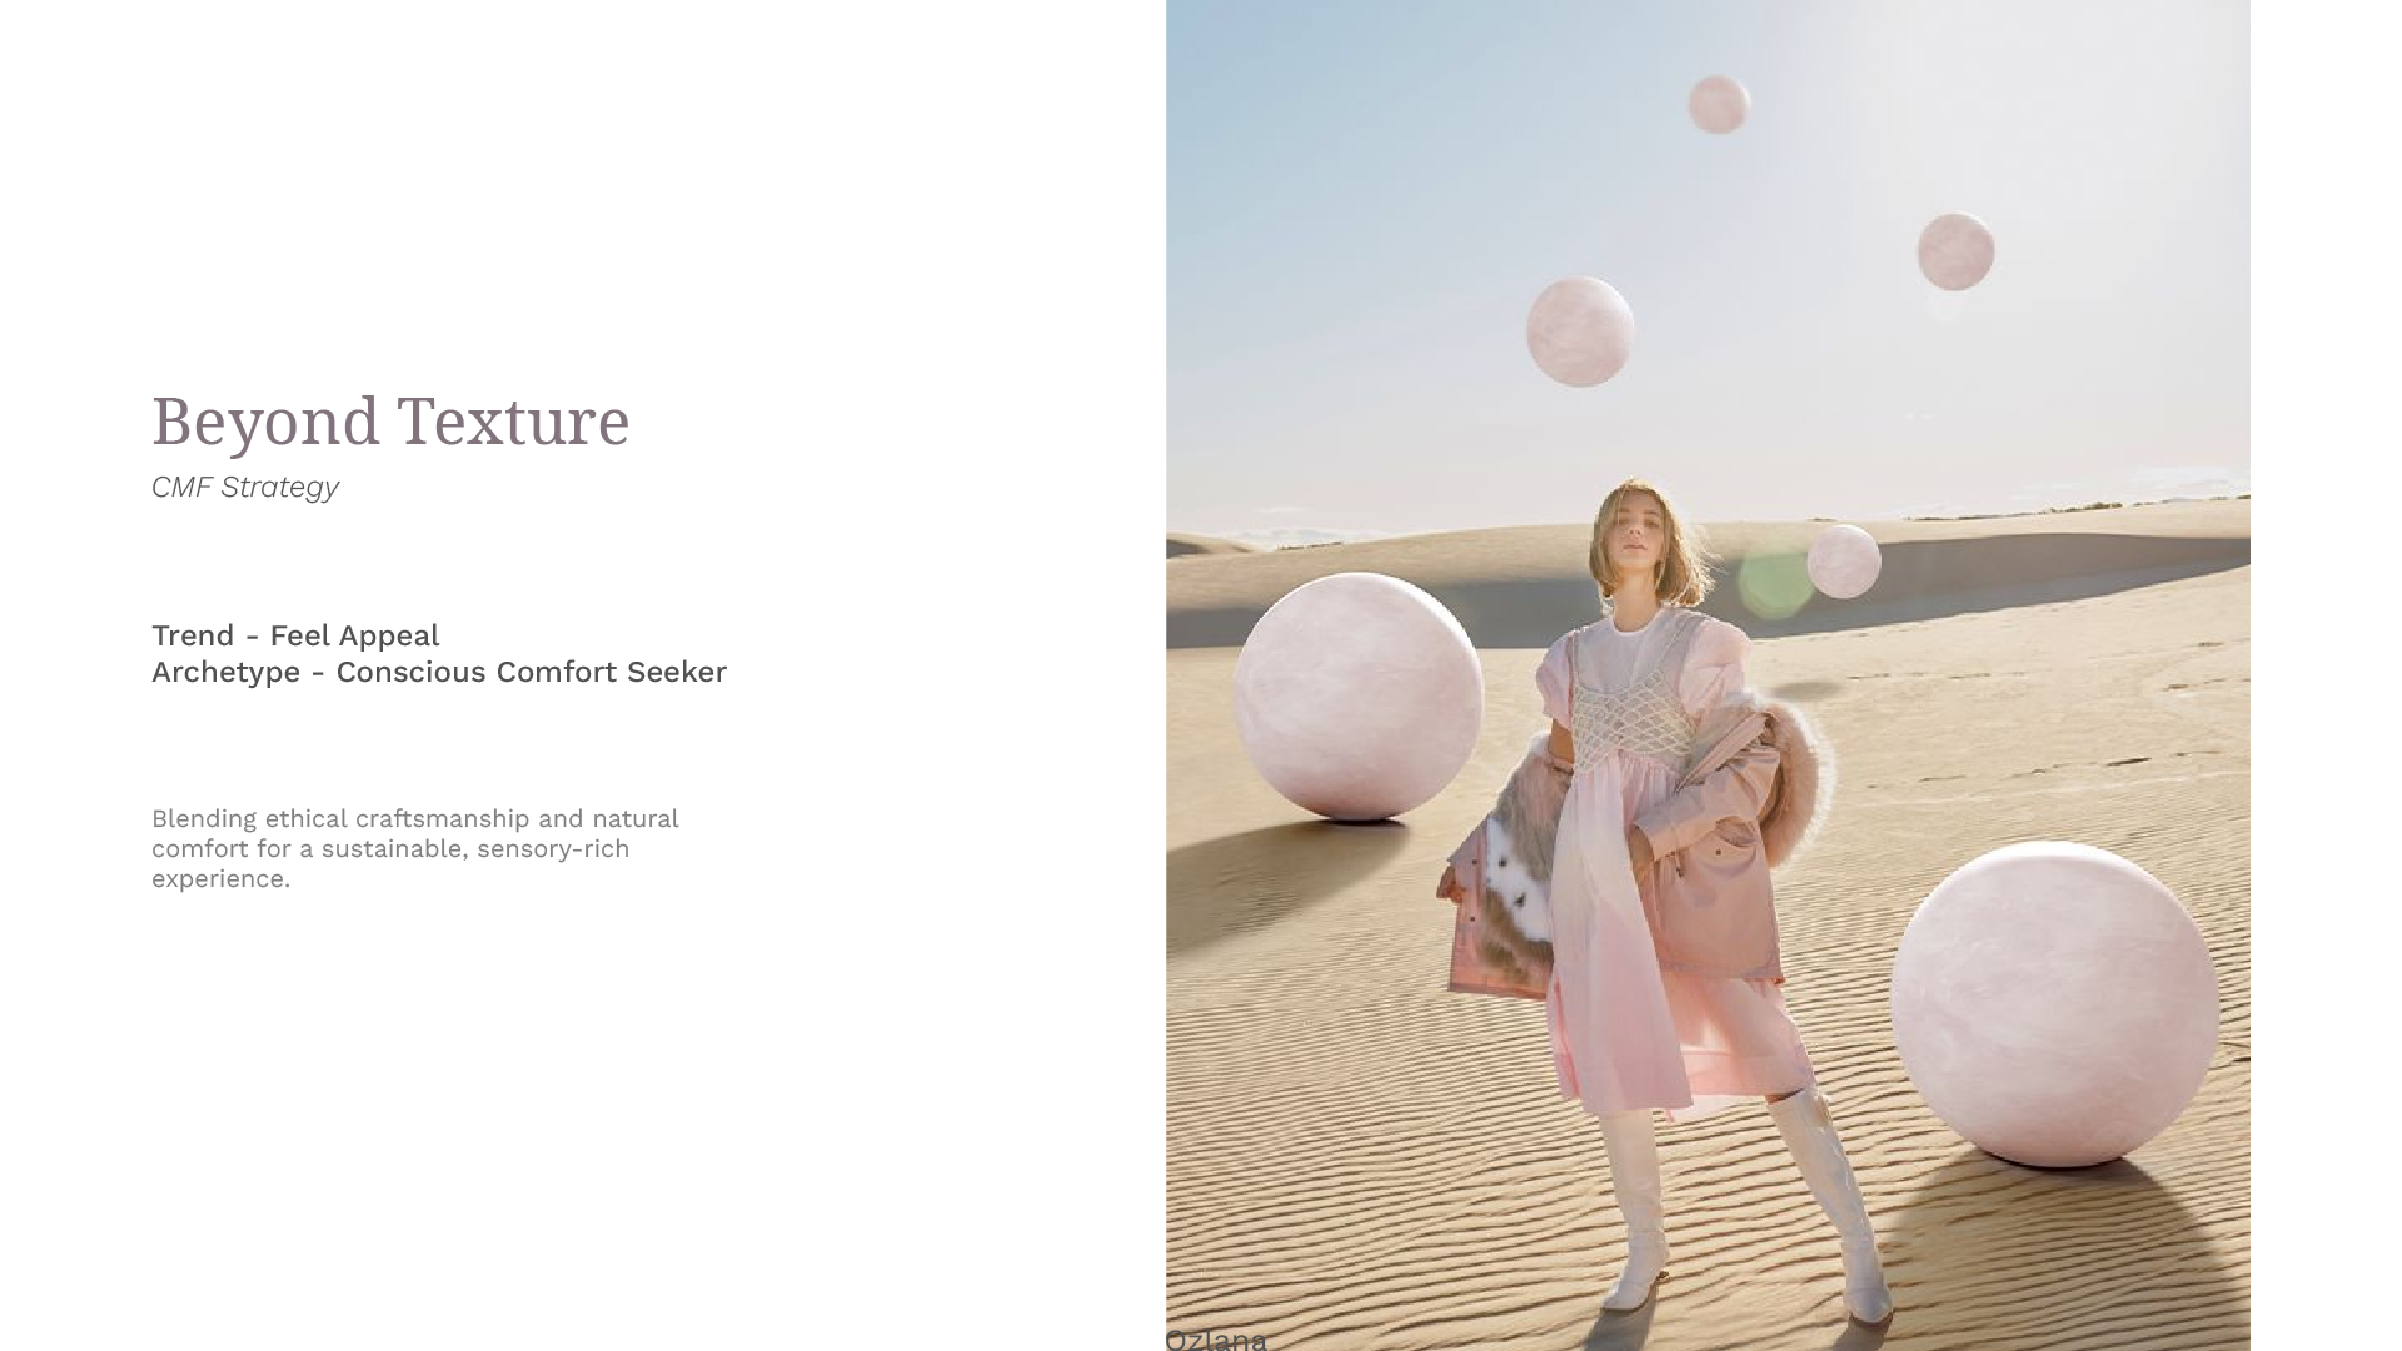 Beyond Texture
CMF Strategy
Trend - Feel Appeal
Archetype - Conscious Comfort Seeker
Blending ethical craftsmanship and natural
comfort for a sustainable, sensory-rich
experience.
Ozlana